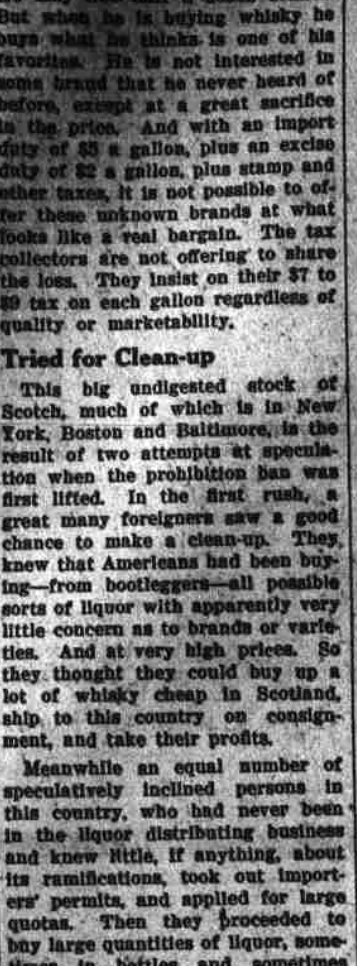 But when he is buying whisky he
buys what he thinks is one of his
favorites. He is not interested in
some brand that he never heard of
before, except at a great sacrifice
in the price. And with an import
duty of $5 a gallon, plus an excise
duty of $2 a gallon, plus stamp and
other taxes, it is not possible to of-
fer these unknown brands at what
looks like a real bargain. The tax
collectors are not offering to share
the loss. They insist on their $7 to
$9 tax on each gallon regardless of
quality or marketability.
Tried for Clean-up
This big undigested stock of
Scotch, much of which is in New
York, Boston and Baltimore, is the
result of two attempts at specula-
tion when the prohibition ban was
first lifted. In the first rush, a
great many foreigners saw a good
chance to make a clean-up. They
knew that Americans had been buy-
ing—from bootleggers—all possible
sorts of liquor with apparently very
little concern as to brands or varie-
ties. And at very high prices. So
they thought they could buy up a
lot of whisky cheap in Scotland,
ship to this country on consign-
ment, and take their profits.
Meanwhile an equal number of
speculatively inclined persons in
this country, who had never been
in the liquor distributing business
and knew little, if anything, about
its ramifications, took out import-
ers' permits, and applied for large
quotas. Then they proceeded to
buy large quantities of liquor, some-
times in bottles and sometimes